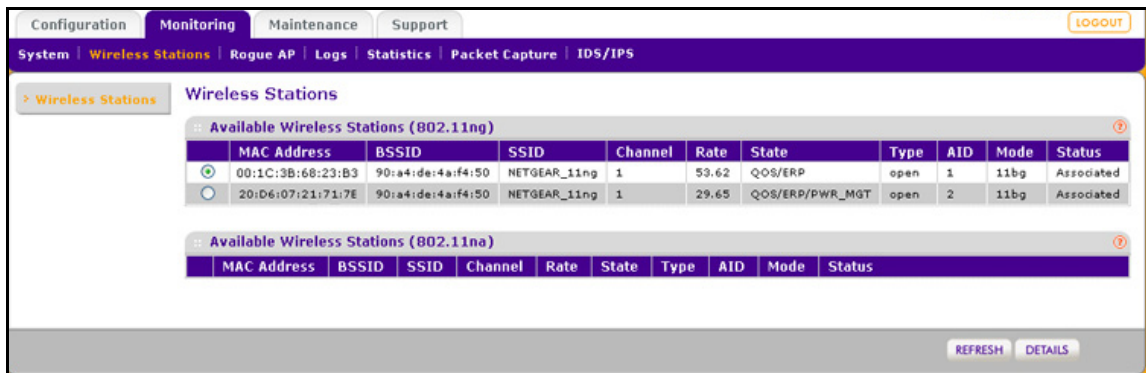 Configuration Monitoring Maintenance Support LOGOUT
System Wireless Stations Rogue AP Logs Statistics Packet Capture IDS/IPS
> Wireless Stations
Wireless Stations
:: Available Wireless Stations (802.11ng) ?
MAC Address BSSID SSID Channel Rate State Type AID Mode Status
00:1C:3B:68:23:B3 90:a4:de:4a:f4:50 NETGEAR_11ng 1 53.62 QOS/ERP open 1 11bg Associated
20:D6:07:21:71:7E 90:a4:de:4a:f4:50 NETGEAR_11ng 1 29.65 QOS/ERP/PWR_MGT open 2 11bg Associated
:: Available Wireless Stations (802.11na) ?
MAC Address BSSID SSID Channel Rate State Type AID Mode Status
REFRESH DETAILS